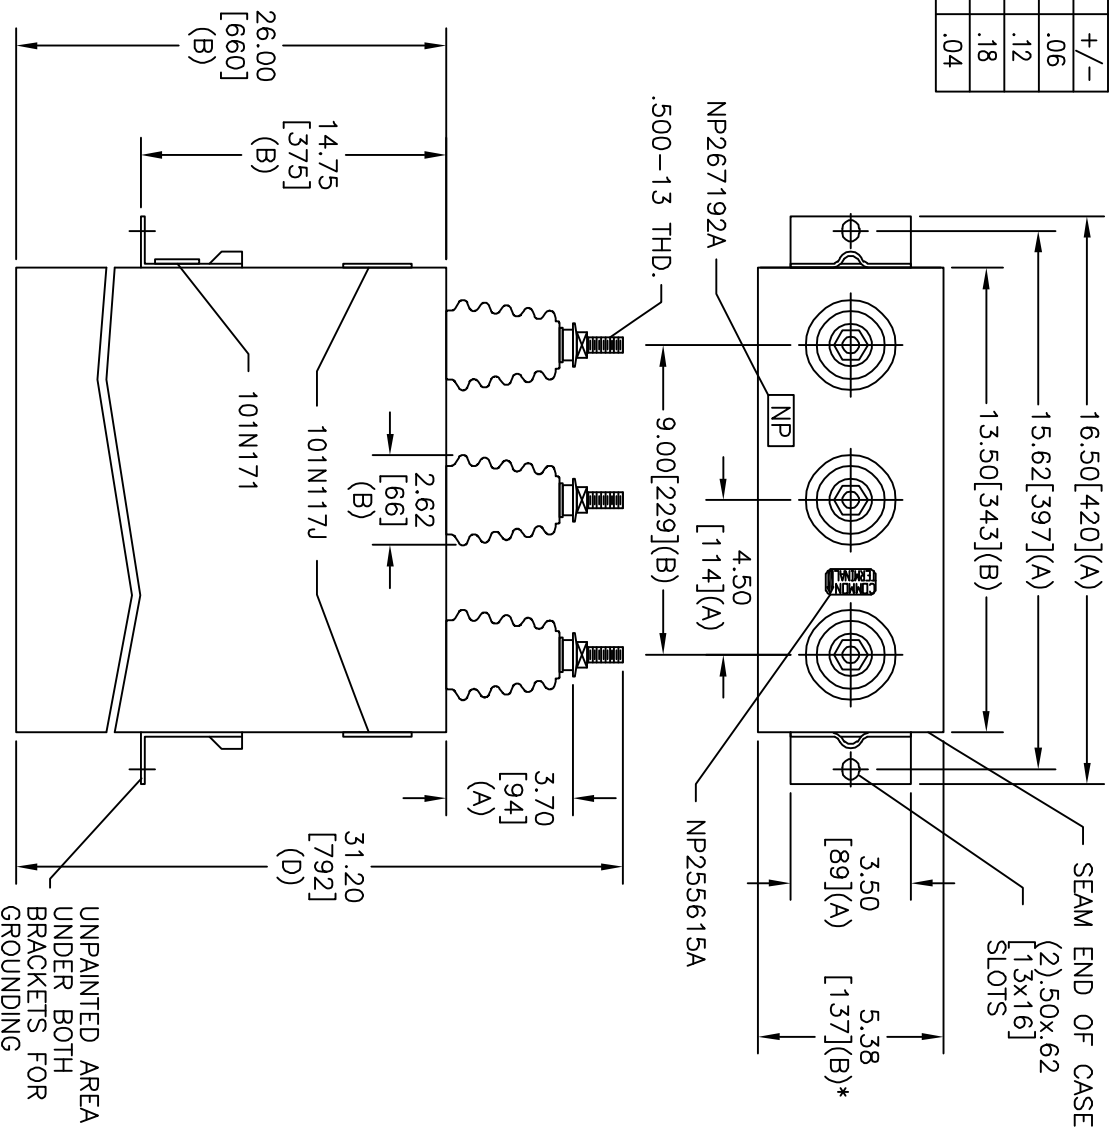 +/-
.06
.12
.18
.04
16.50[420](A)
15.62[397](A)
13.50[343](B)
SEAM END OF CASE
(2).50x.62
[13x16]
SLOTS
3.50
[89](A)
5.38
[137](B)*
NP267192A
NP
COMMON
TERMINAL
NP255615A
4.50
[114](A)
9.00[229](B)
.500-13 THD.
3.70
[94]
(A)
31.20
[792]
(D)
2.62
[66]
(B)
101N117J
101N171
14.75
[375]
(B)
26.00
[660]
(B)
UNPAINTED AREA
UNDER BOTH
BRACKETS FOR
GROUNDING